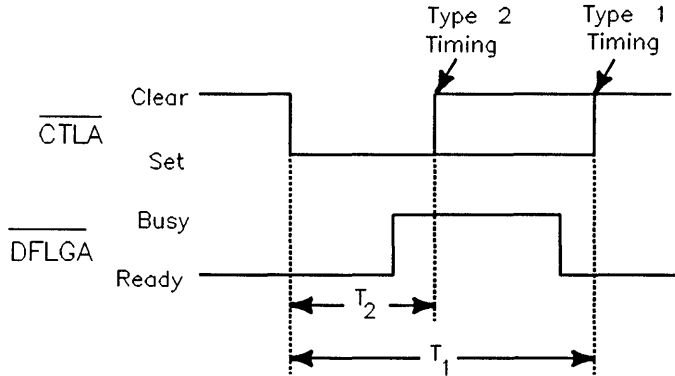 Type 2
Timing
Type 1
Timing
Clear
CTLA
Set
Busy
DFLGA
Ready
T₂
T₁